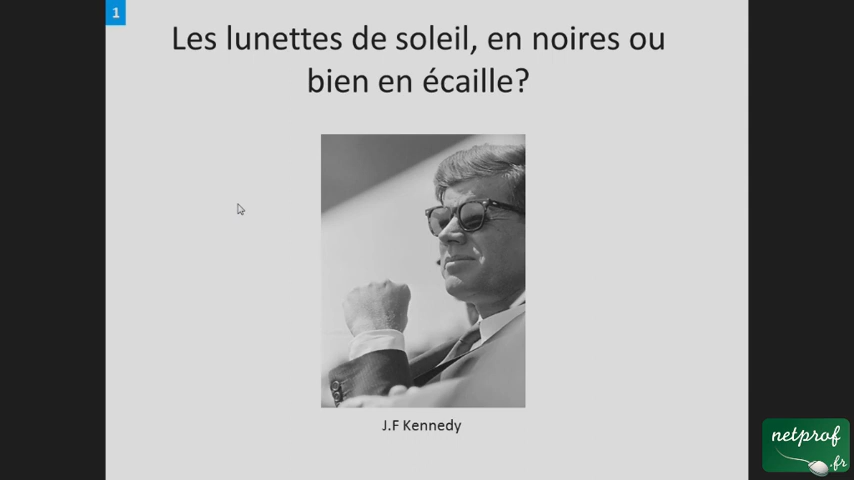 1
Les lunettes de soleil, en noires ou
bien en écaille?
J.F Kennedy
netprof
.fr